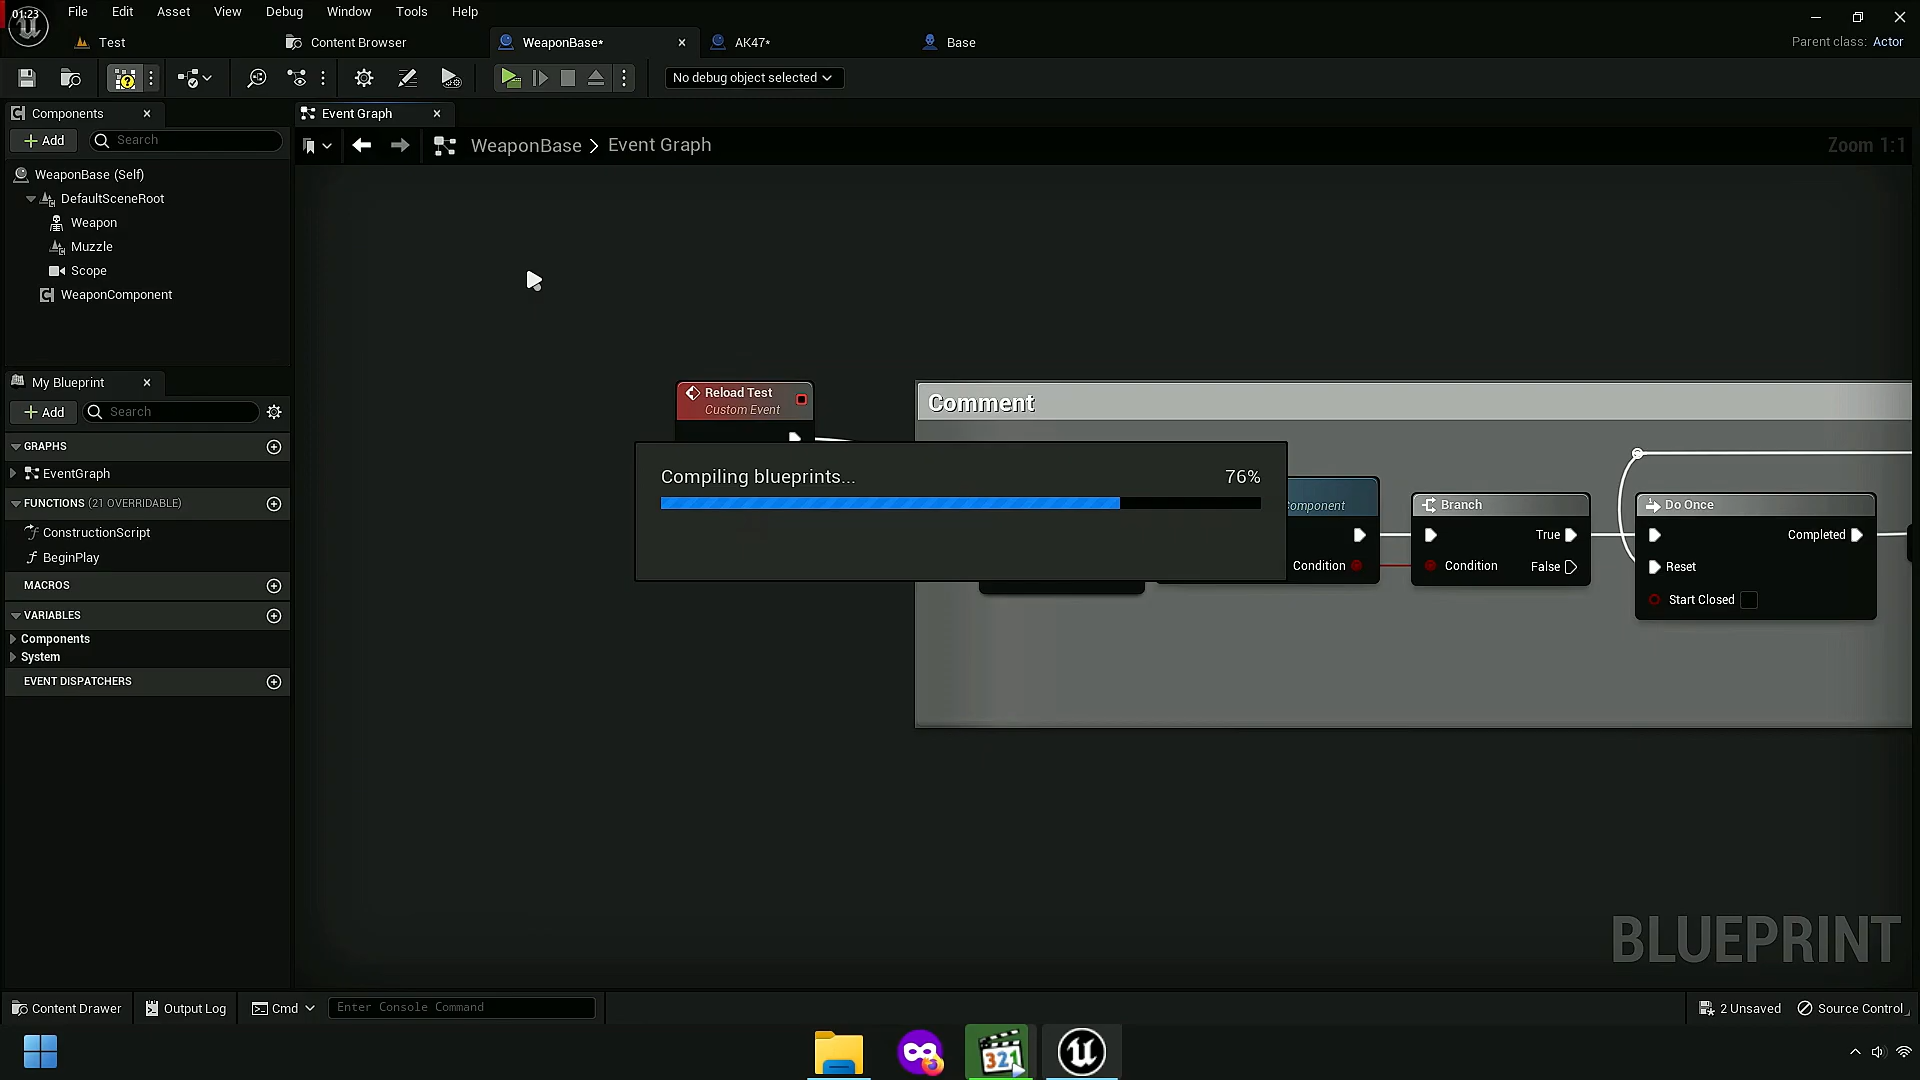 01:23
File Edit Asset View Debug Window Tools Help
Test
Content Browser
WeaponBase*
AK47*
Base
Parent class: Actor
No debug object selected
Components
Add
Search
WeaponBase (Self)
DefaultSceneRoot
Weapon
Muzzle
Scope
WeaponComponent
My Blueprint
Add
Search
GRAPHS
EventGraph
FUNCTIONS (21 OVERRIDABLE)
ConstructionScript
BeginPlay
MACROS
VARIABLES
Components
System
EVENT DISPATCHERS
Event Graph
WeaponBase > Event Graph
Zoom 1:1
Reload Test
Custom Event
Comment
Compiling blueprints...
76%
Component
Condition
Branch
True
Condition
False
Do Once
Completed
Reset
Start Closed
BLUEPRINT
Content Drawer
Output Log
Cmd
Enter Console Command
2 Unsaved
Source Control
321